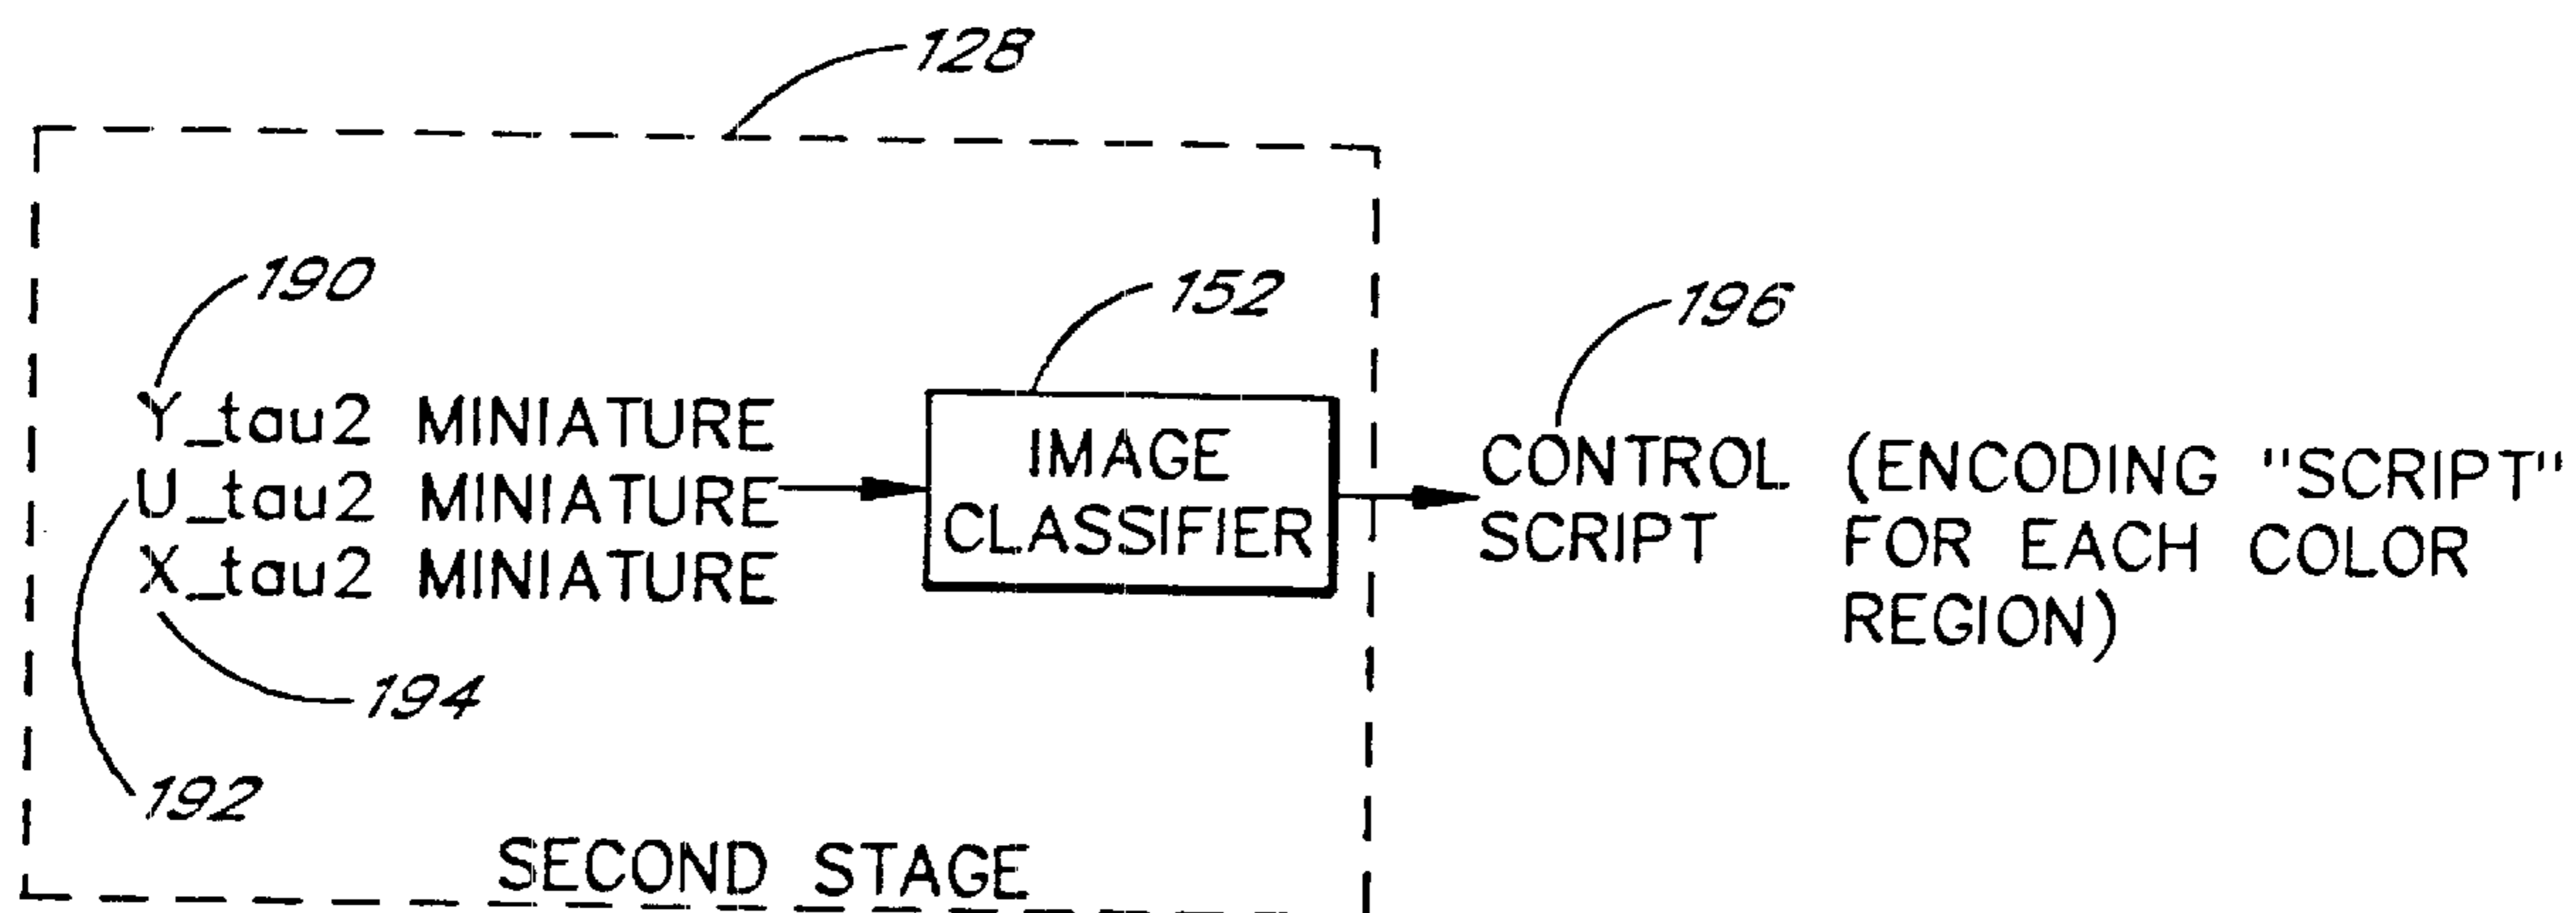 128
190
152
196
Y_tau2 MINIATURE
U_tau2 MINIATURE
X_tau2 MINIATURE
IMAGE
CLASSIFIER
CONTROL
SCRIPT
(ENCODING "SCRIPT"
FOR EACH COLOR
REGION)
194
192
SECOND STAGE